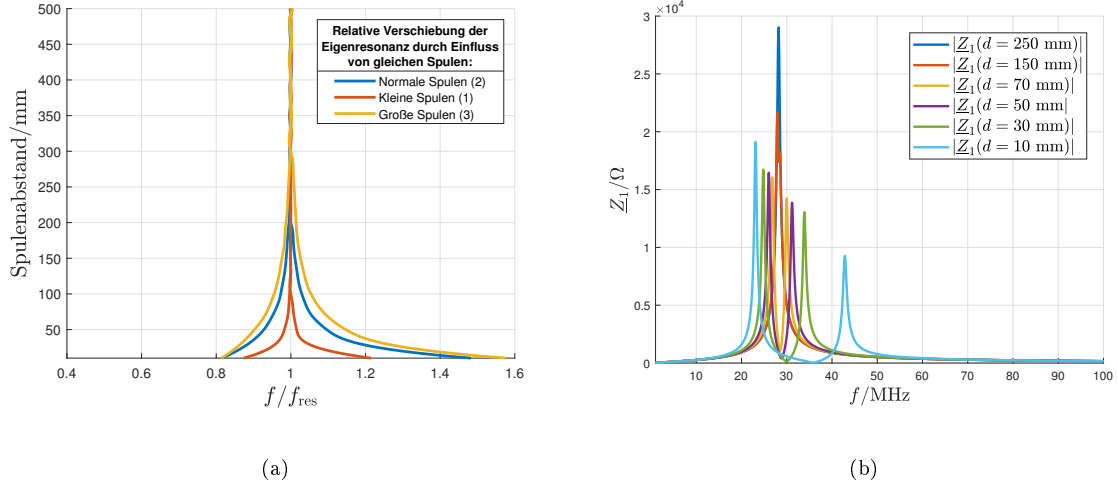 Spulenabstand/mm
500
450
400
350
300
250
200
150
100
50
0.4
0.6
0.8
1
1.2
1.4
1.6
f/f_res
Relative Verschiebung der
Eigenresonanz durch Einfluss
von gleichen Spulen:
Normale Spulen (2)
Kleine Spulen (1)
Große Spulen (3)
(a)
Z_1/Ω
×10⁴
3
2.5
2
1.5
1
0.5
0
10
20
30
40
50
60
70
80
90
100
f/MHz
|Z_1(d = 250 mm)|
|Z_1(d = 150 mm)|
|Z_1(d = 70 mm)|
|Z_1(d = 50 mm|
|Z_1(d = 30 mm)|
|Z_1(d = 10 mm)|
(b)